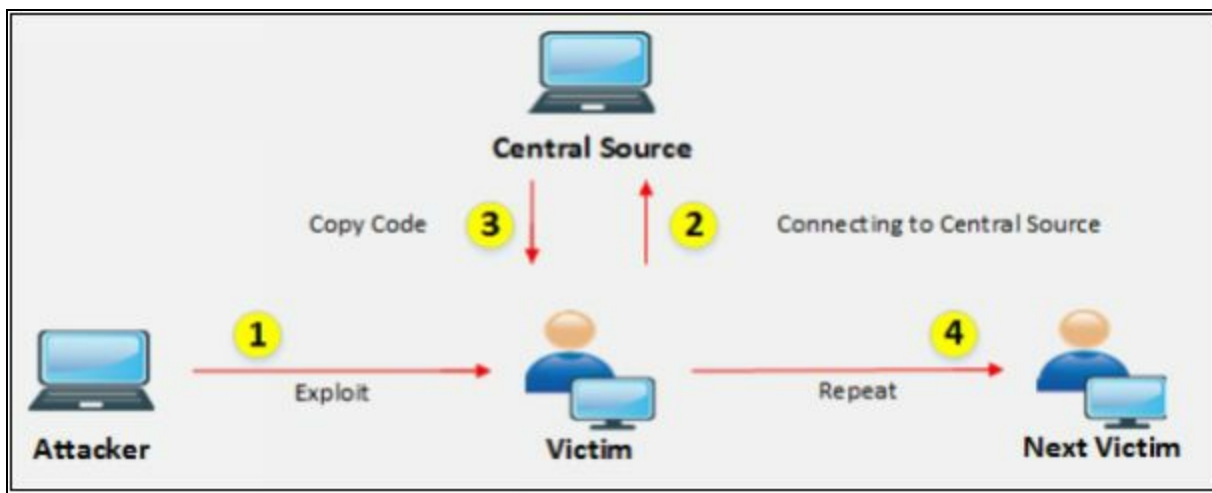 Central Source
Copy Code
3
2
Connecting to Central Source
1
Exploit
4
Repeat
Attacker
Victim
Next Victim